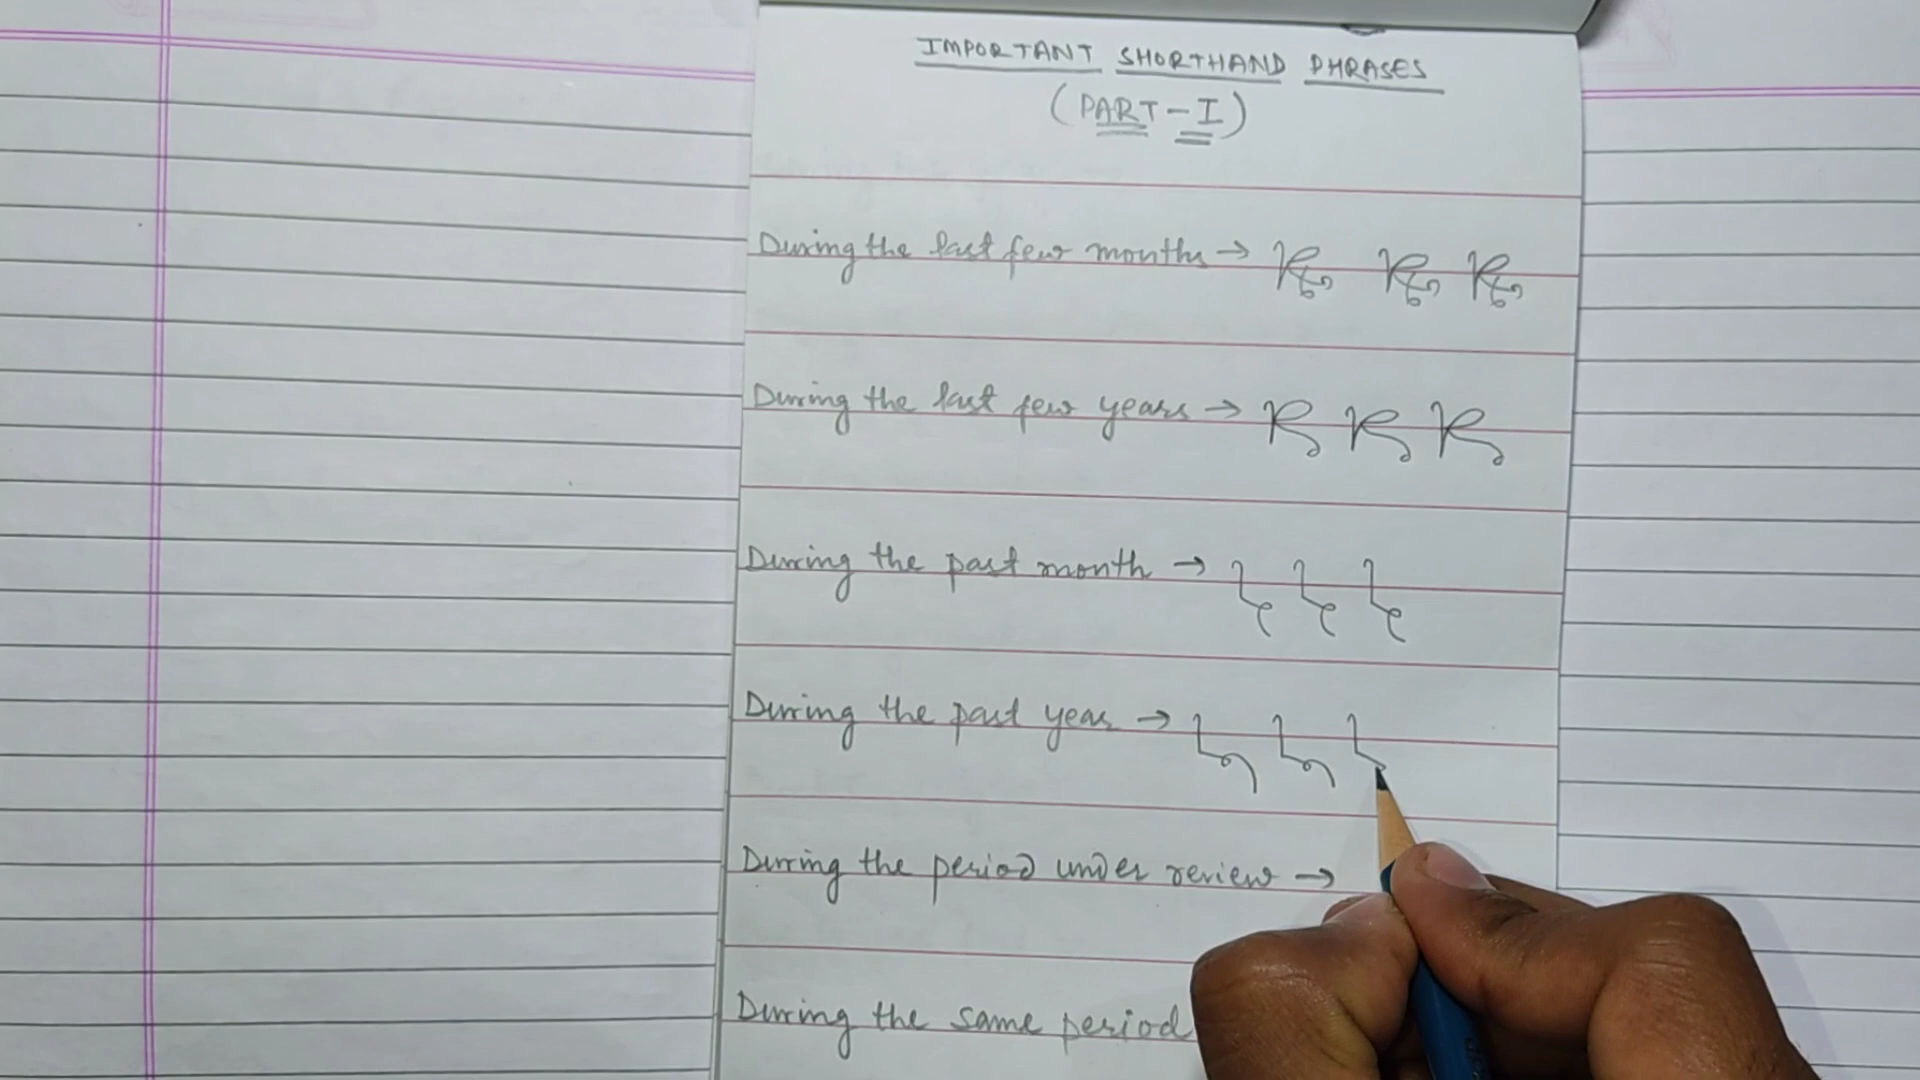 IMPORTANT SHORTHAND PHRASES
(PART-I)
During the last few months →
During the last few years →
During the past month →
During the past year →
During the period under review →
During the same period